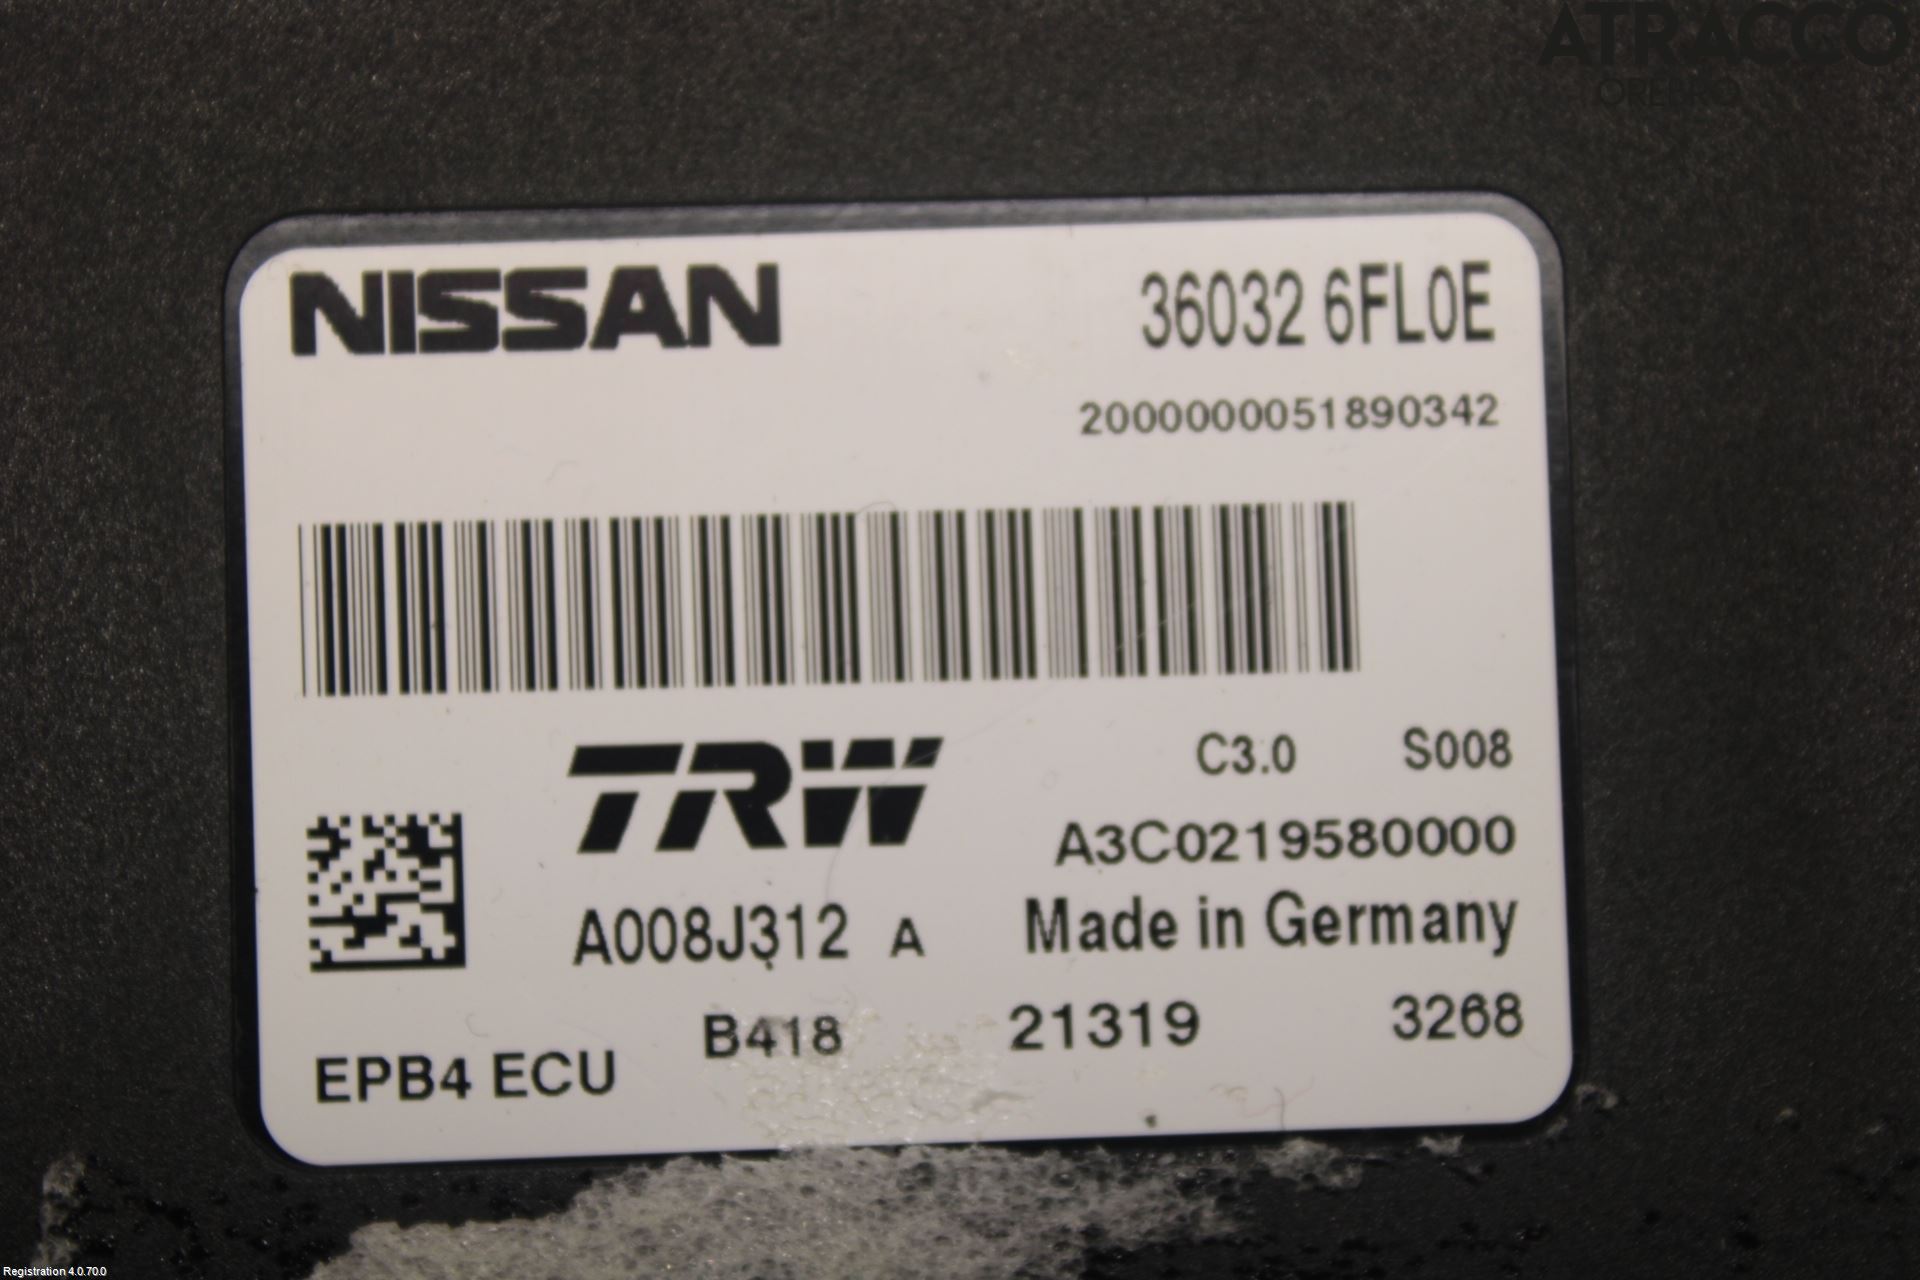 ATRACCO
ÖREBRO
NISSAN
36032 6FL0E
2000000051890342
TRW
C3.0 S008
A3C0219580000
A008J312 A
Made in Germany
B418 21319 3268
EPB4 ECU
Registration 4.0.70.0